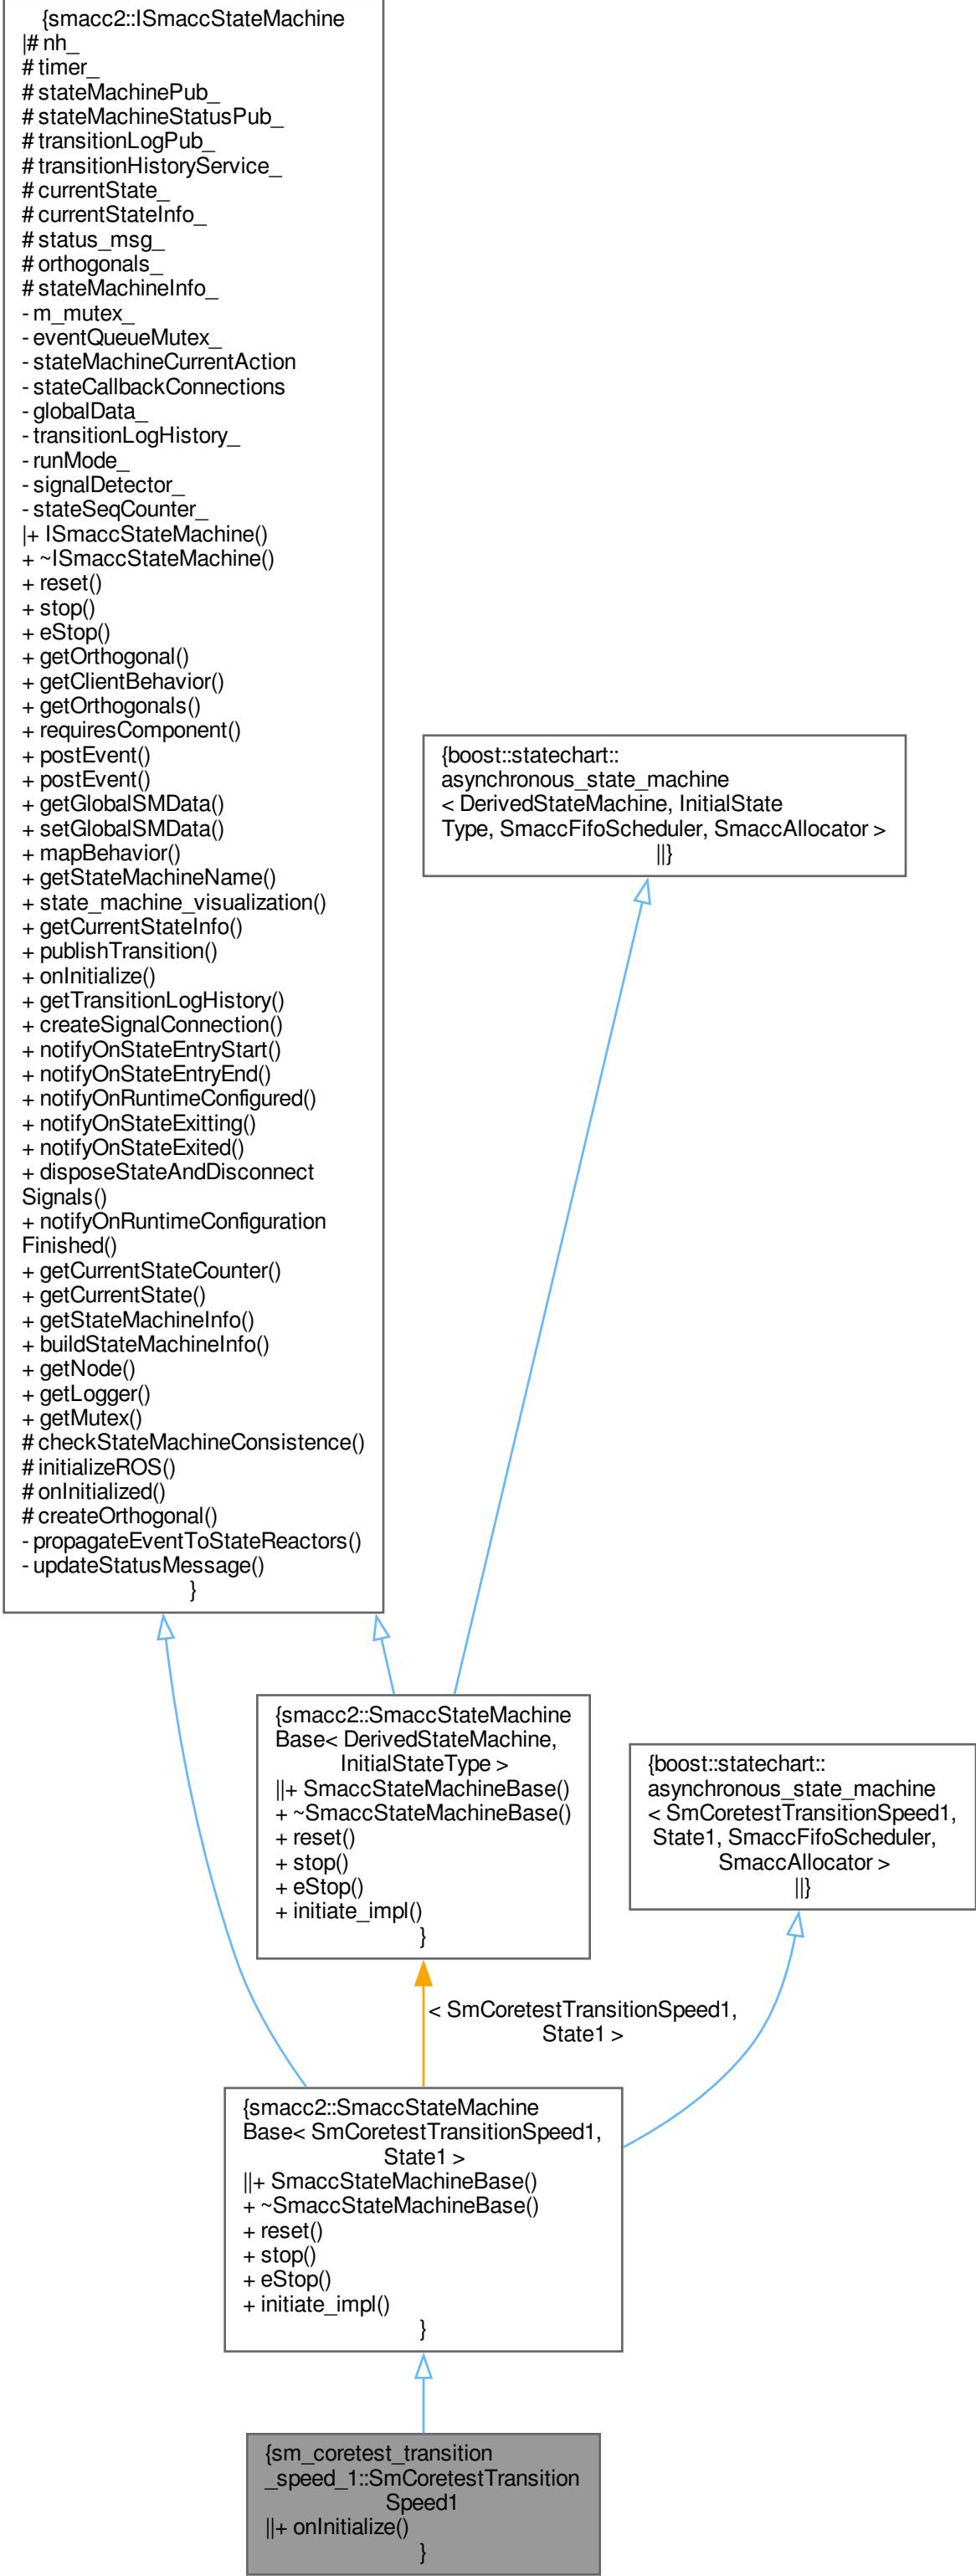 {smacc2::ISmaccStateMachine
|# nh_
# timer_
# stateMachinePub_
# stateMachineStatusPub_
# transitionLogPub_
# transitionHistoryService_
# currentState_
# currentStateInfo_
# status_msg_
# orthogonals_
# stateMachineInfo_
- m_mutex_
- eventQueueMutex_
- stateMachineCurrentAction
- stateCallbackConnections
- globalData_
- transitionLogHistory_
- runMode_
- signalDetector_
- stateSeqCounter_
|+ ISmaccStateMachine()
+ ~ISmaccStateMachine()
+ reset()
+ stop()
+ eStop()
+ getOrthogonal()
+ getClientBehavior()
+ getOrthogonals()
+ requiresComponent()
+ postEvent()
+ postEvent()
+ getGlobalSMData()
+ setGlobalSMData()
+ mapBehavior()
+ getStateMachineName()
+ state_machine_visualization()
+ getCurrentStateInfo()
+ publishTransition()
+ onInitialize()
+ getTransitionLogHistory()
+ createSignalConnection()
+ notifyOnStateEntryStart()
+ notifyOnStateEntryEnd()
+ notifyOnRuntimeConfigured()
+ notifyOnStateExitting()
+ notifyOnStateExited()
+ disposeStateAndDisconnect
Signals()
+ notifyOnRuntimeConfiguration
Finished()
+ getCurrentStateCounter()
+ getCurrentState()
+ getStateMachineInfo()
+ buildStateMachineInfo()
+ getNode()
+ getLogger()
+ getMutex()
# checkStateMachineConsistence()
# initializeROS()
# onInitialized()
# createOrthogonal()
- propagateEventToStateReactors()
- updateStatusMessage()
}
{boost::statechart::
asynchronous_state_machine
< DerivedStateMachine, InitialState
Type, SmaccFifoScheduler, SmaccAllocator >
||}
{smacc2::SmaccStateMachine
Base< DerivedStateMachine,
InitialStateType >
||+ SmaccStateMachineBase()
+ ~SmaccStateMachineBase()
+ reset()
+ stop()
+ eStop()
+ initiate_impl()
}
{boost::statechart::
asynchronous_state_machine
< SmCoretestTransitionSpeed1,
State1, SmaccFifoScheduler,
SmaccAllocator >
||}
< SmCoretestTransitionSpeed1,
State1 >
{smacc2::SmaccStateMachine
Base< SmCoretestTransitionSpeed1,
State1 >
||+ SmaccStateMachineBase()
+ ~SmaccStateMachineBase()
+ reset()
+ stop()
+ eStop()
+ initiate_impl()
}
{sm_coretest_transition
_speed_1::SmCoretestTransition
Speed1
||+ onInitialize()
}